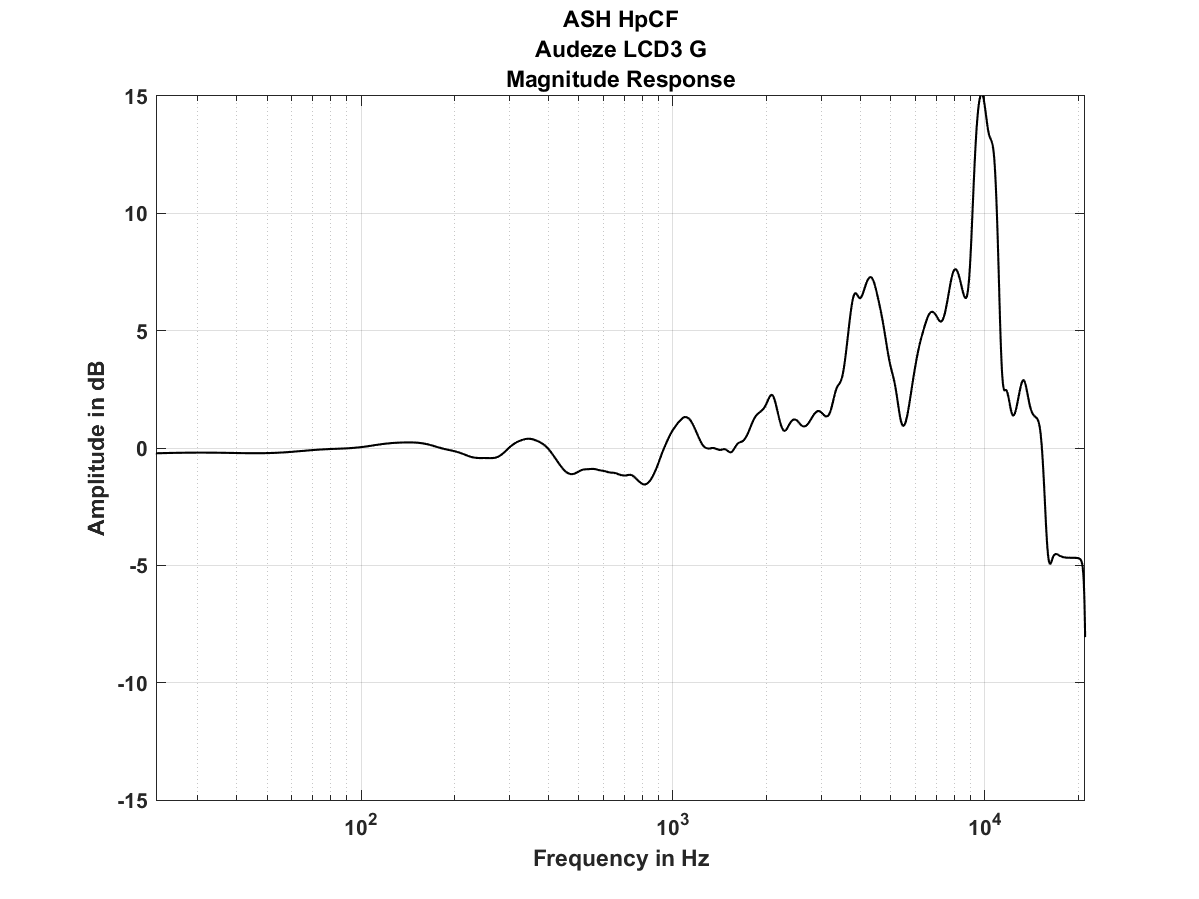 ASH HpCF
Audeze LCD3 G
Magnitude Response
15
10
5
0
-5
-10
-15
Amplitude in dB
10²
10³
10⁴
Frequency in Hz